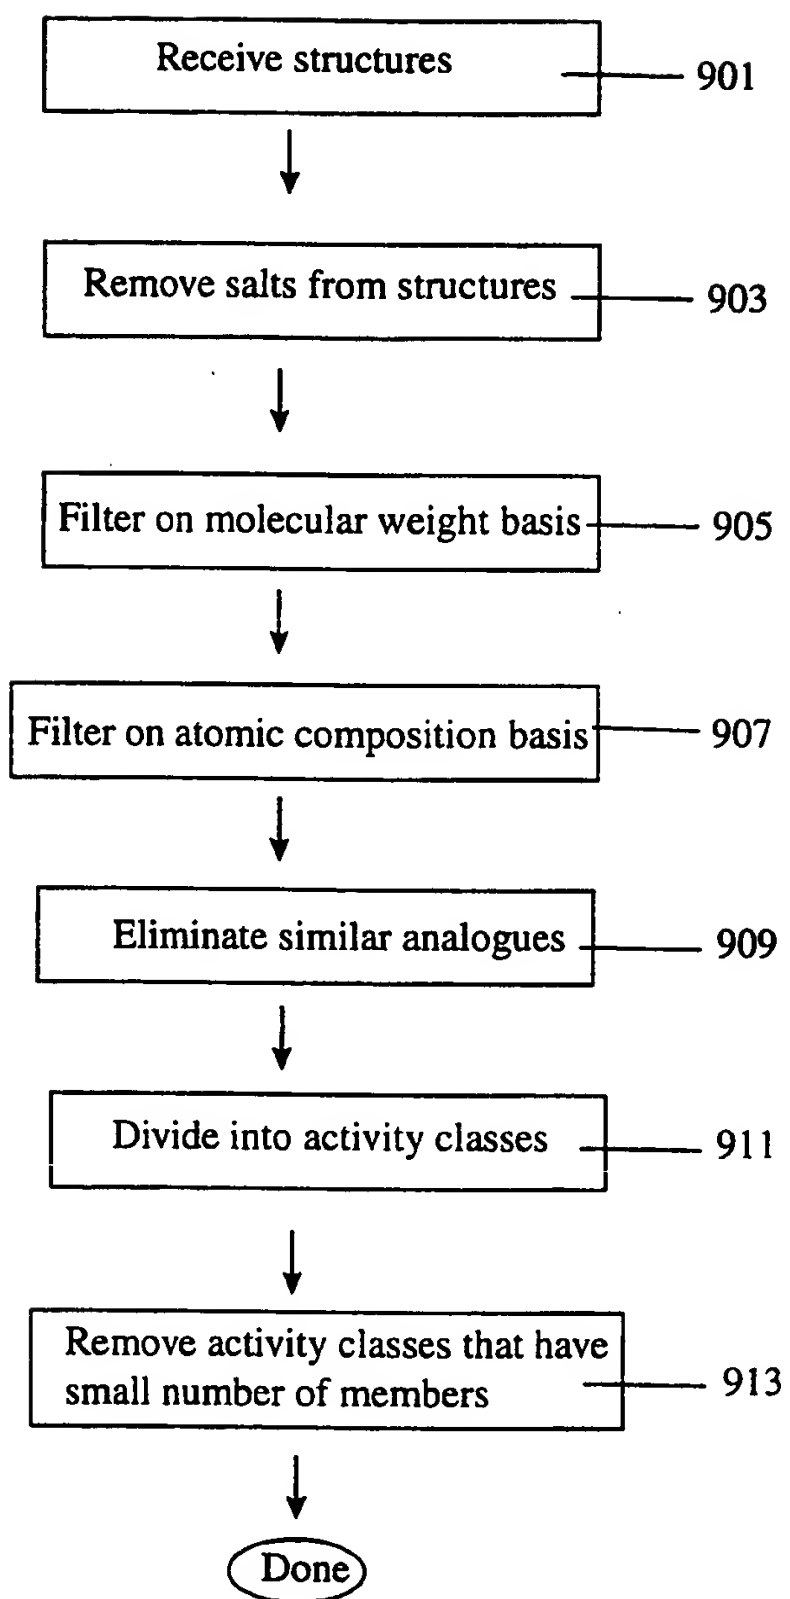 Receive structures
901
Remove salts from structures
903
Filter on molecular weight basis
905
Filter on atomic composition basis
907
Eliminate similar analogues
909
Divide into activity classes
911
Remove activity classes that have
small number of members
913
Done